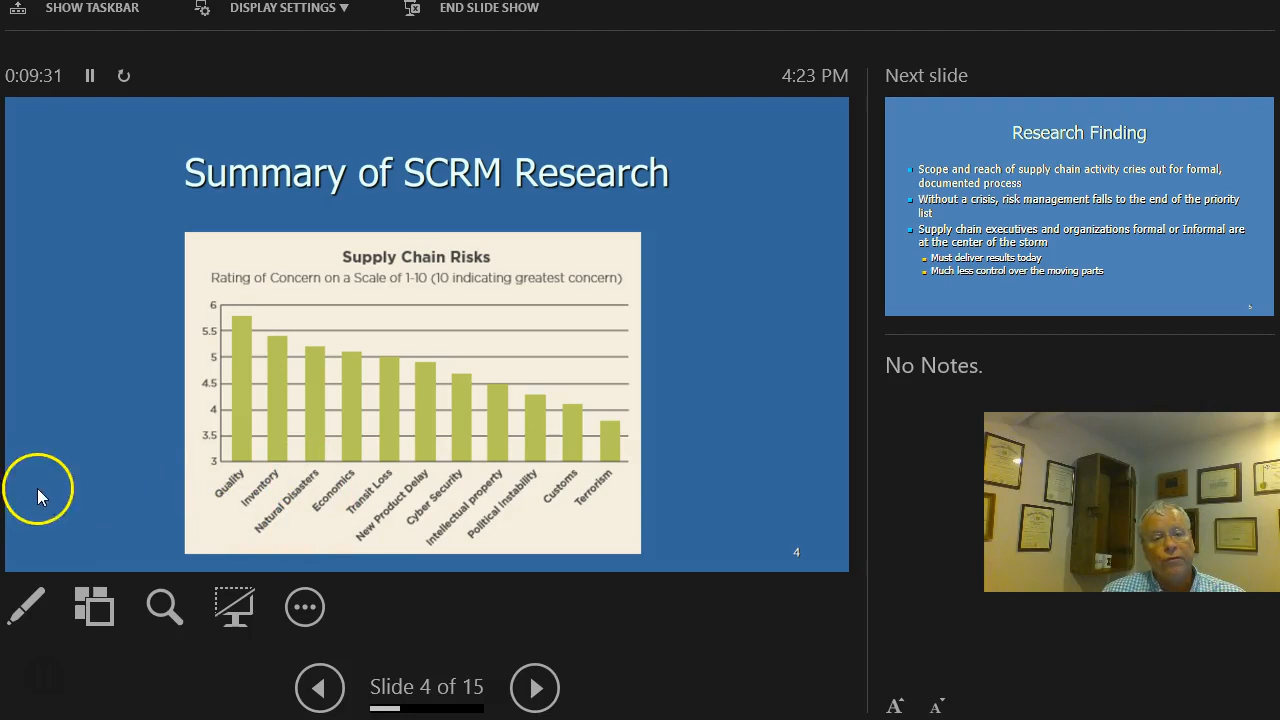 SHOW TASKBAR
DISPLAY SETTINGS ▼
END SLIDE SHOW
0:09:31
4:23 PM
Summary of SCRM Research
Supply Chain Risks
Rating of Concern on a Scale of 1-10 (10 indicating greatest concern)
6
5.5
5
4.5
4
3.5
3
Quality
Inventory
Natural Disasters
Economics
Transit Loss
New Product Delay
Cyber Security
Intellectual property
Political Instability
Customs
Terrorism
4
Slide 4 of 15
Next slide
Research Finding
Scope and reach of supply chain activity cries out for formal,
documented process
Without a crisis, risk management falls to the end of the priority
list
Supply chain executives and organizations formal or Informal are
at the center of the storm
Must deliver results today
Much less control over the moving parts
5
No Notes.
A
A